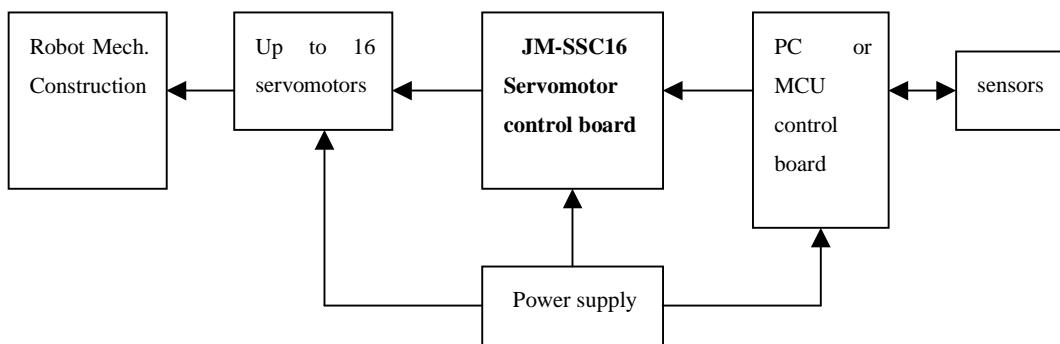 Robot Mech.
Construction
Up to 16
servomotors
JM-SSC16
Servomotor
control board
PC or
MCU
control
board
sensors
Power supply